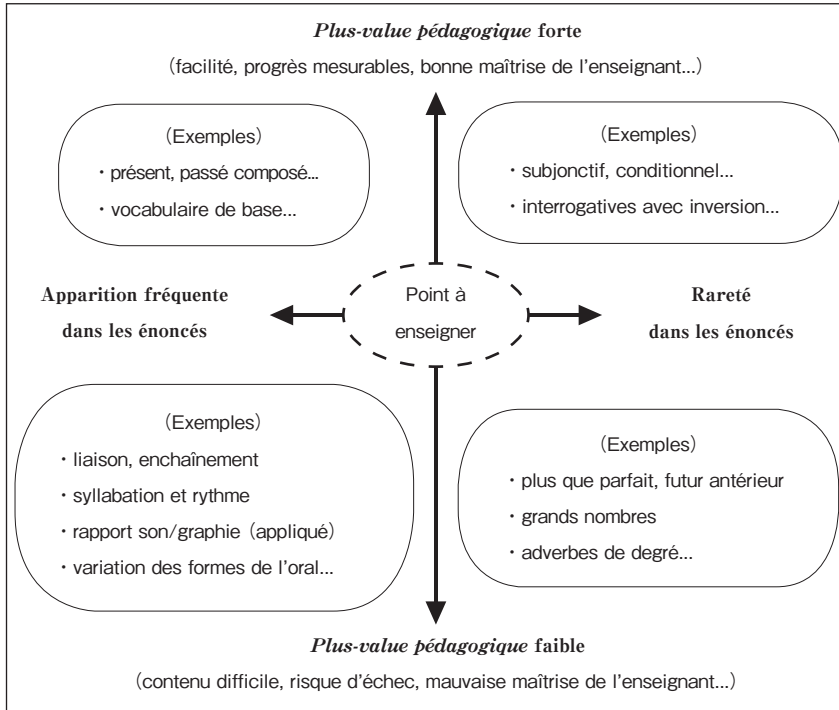 Plus-value pédagogique forte
(facilité, progrès mesurables, bonne maîtrise de l'enseignant...)
(Exemples)
・présent, passé composé...
・vocabulaire de base...
(Exemples)
・subjonctif, conditionnel...
・interrogatives avec inversion...
Apparition fréquente
dans les énoncés
Point à
enseigner
Rareté
dans les énoncés
(Exemples)
・liaison, enchaînement
・syllabation et rythme
・rapport son/graphie (appliqué)
・variation des formes de l'oral...
(Exemples)
・plus que parfait, futur antérieur
・grands nombres
・adverbes de degré...
Plus-value pédagogique faible
(contenu difficile, risque d'échec, mauvaise maîtrise de l'enseignant...)